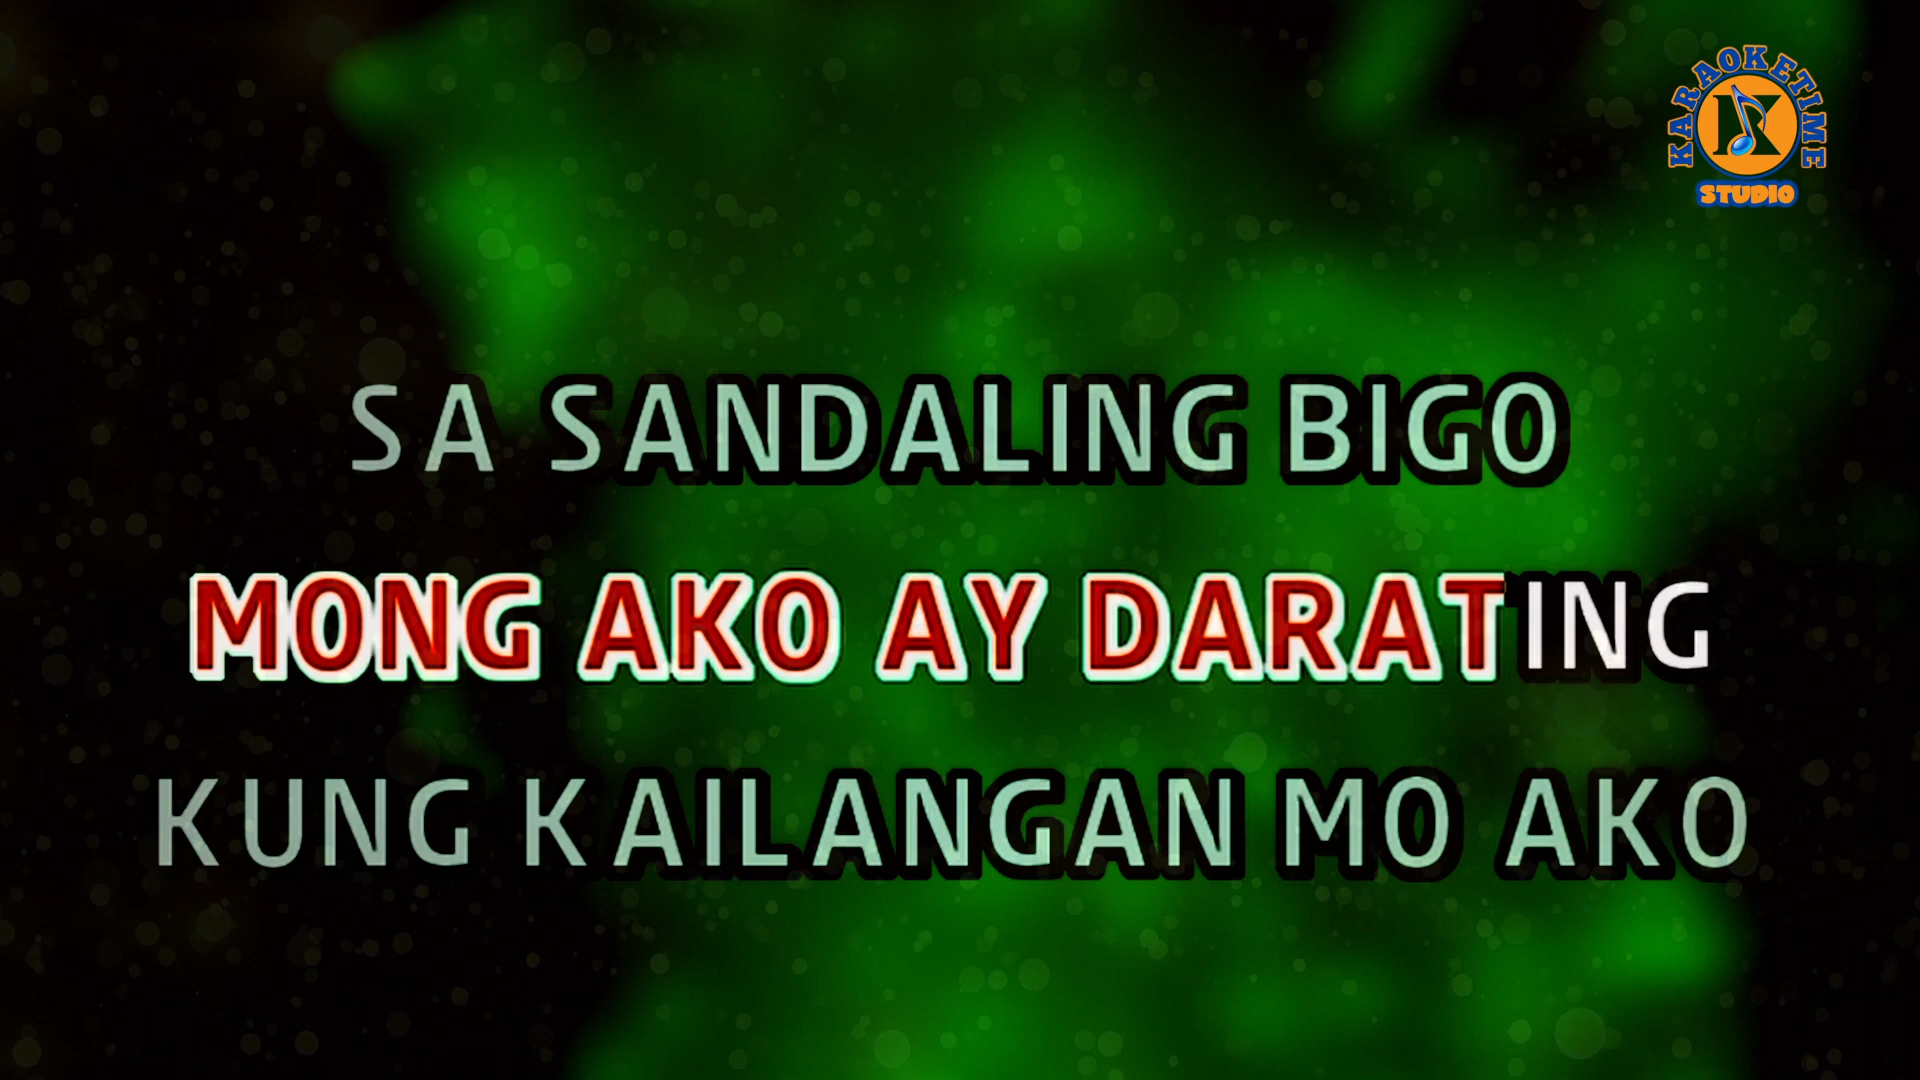 KARAOKETIME
STUDIO
SA SANDALING BIGO
MONG AKO AY DARATING
KUNG KAILANGAN MO AKO